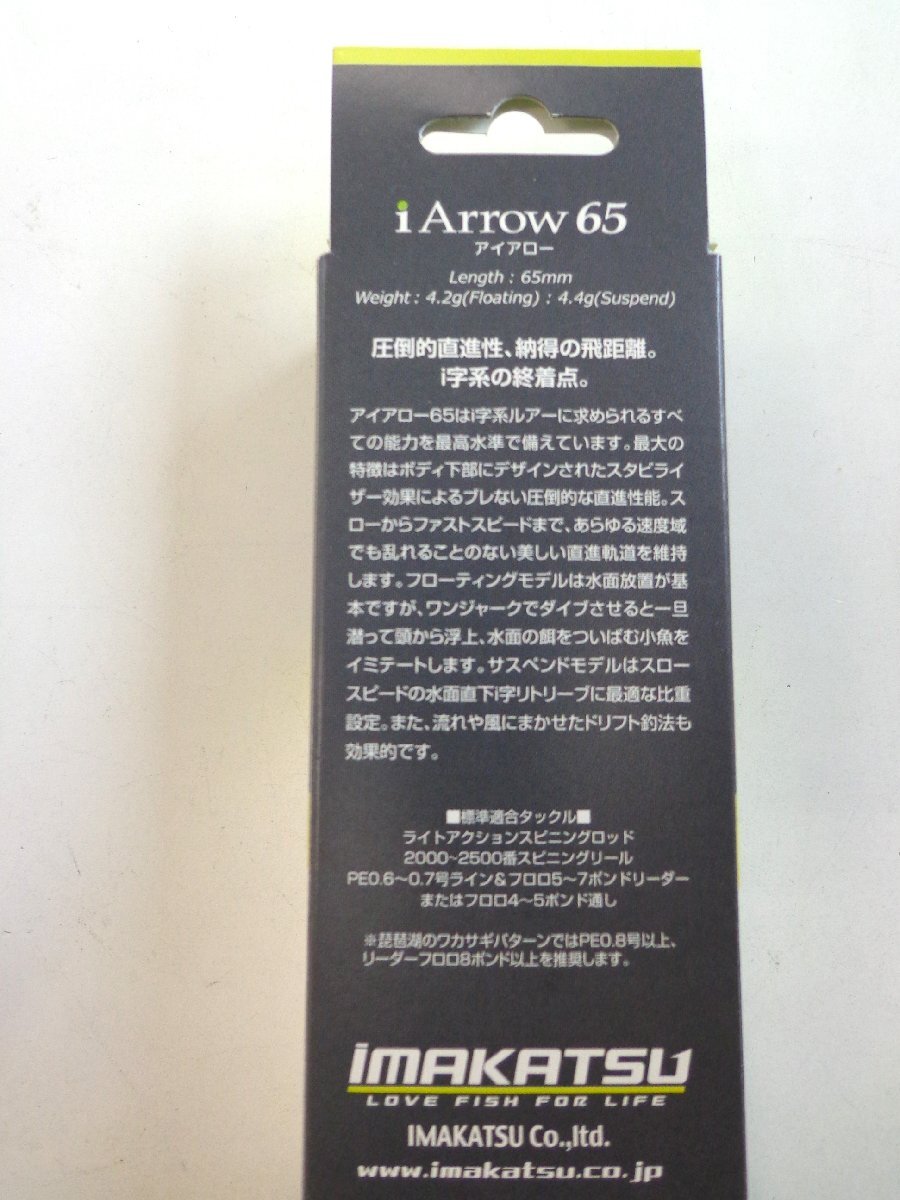 i Arrow 65
アイアロー
Length : 65mm
Weight : 4.2g(Floating) : 4.4g(Suspend)
圧倒的直進性、納得の飛距離。
i字系の終着点。
アイアロー65はi字系ルアーに求められるすべ
ての能力を最高水準で備えています。最大の
特徴はボディ下部にデザインされたスタビライ
ザー効果によるブレない圧倒的な直進性能。ス
ローからファストスピードまで、あらゆる速度域
でも乱れることのない美しい直進軌道を維持
します。フローティングモデルは水面放置が基
本ですが、ワンジャークでダイブさせると一旦
潜って頭から浮上、水面の餌をついばむ小魚を
イミテートします。サスペンドモデルはスロー
スピードの水面直下i字リトリーブに最適な比重
設定。また、流れや風にまかせたドリフト釣法も
効果的です。
■標準適合タックル■
ライトアクションスピニングロッド
2000~2500番スピニングリール
PE0.6~0.7号ライン&フロロ5~7ポンドリーダー
またはフロロ4~5ポンド通し
※琵琶湖のワカサギパターンではPE0.8号以上、
リーダーフロロ8ポンド以上を推奨します。
iMAKATSU
LOVE FISH FOR LIFE
IMAKATSU Co.,ltd.
www.imakatsu.co.jp